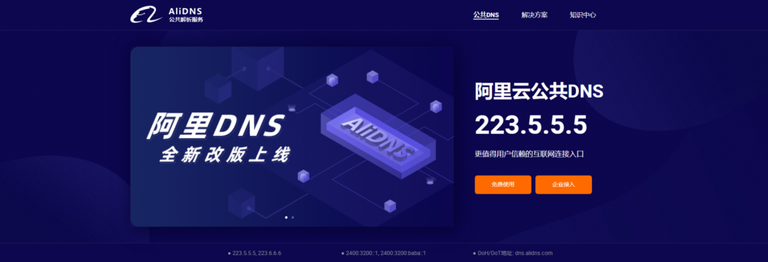 AliDNS
公共解析服务
公共DNS
解决方案
知识中心
阿里DNS
全新改版上线
AliDNS
阿里云公共DNS
223.5.5.5
更值得用户信赖的互联网连接入口
免费使用
企业接入
● 223.5.5.5, 223.6.6.6
● 2400:3200::1, 2400:3200:baba::1
● DoH/DoT地址: dns.alidns.com